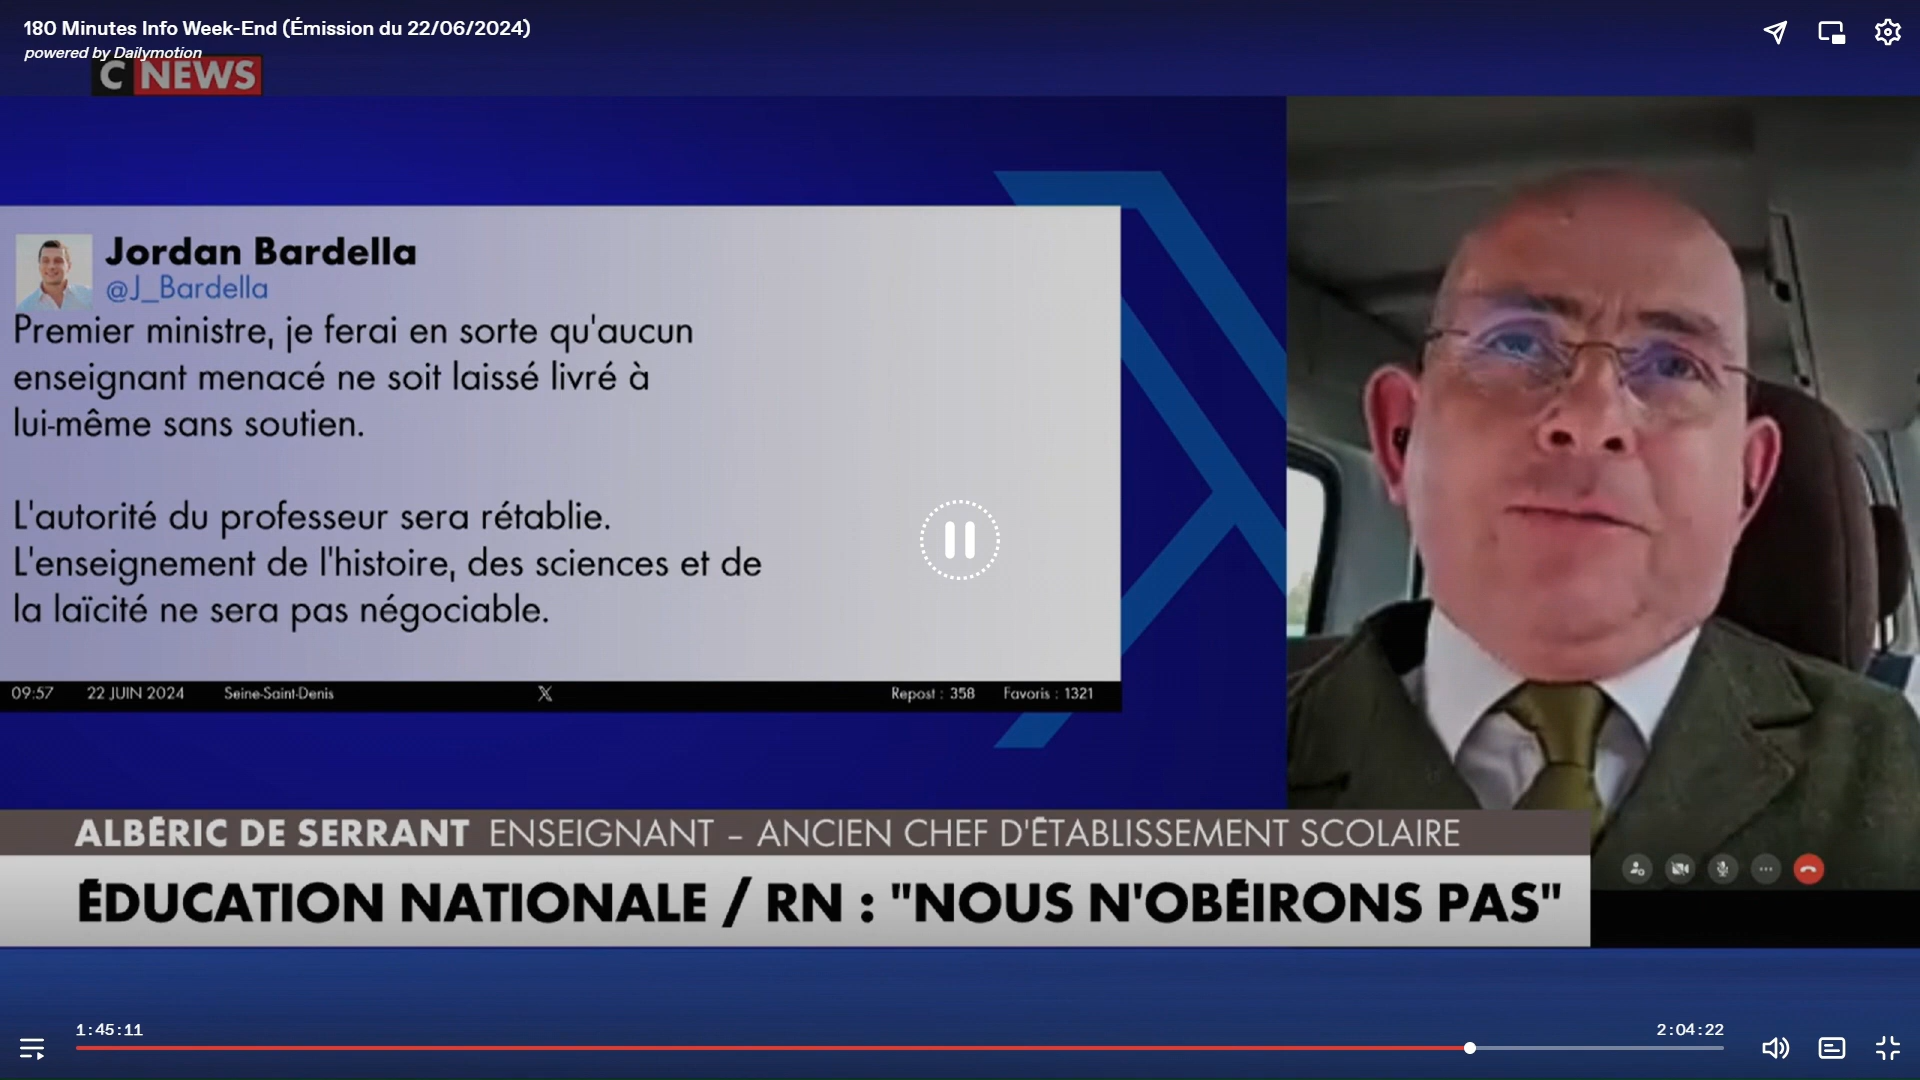 180 Minutes Info Week-End (Émission du 22/06/2024)
powered by Dailymotion
C NEWS
Jordan Bardella
@J_Bardella
Premier ministre, je ferai en sorte qu'aucun
enseignant menacé ne soit laissé livré à
lui-même sans soutien.
L'autorité du professeur sera rétablie.
L'enseignement de l'histoire, des sciences et de
la laïcité ne sera pas négociable.
09:57 22 JUIN 2024 Seine-Saint-Denis X Repost : 358 Favoris : 1321
ALBÉRIC DE SERRANT ENSEIGNANT – ANCIEN CHEF D'ÉTABLISSEMENT SCOLAIRE
ÉDUCATION NATIONALE / RN : "NOUS N'OBÉIRONS PAS"
1:45:11 2:04:22